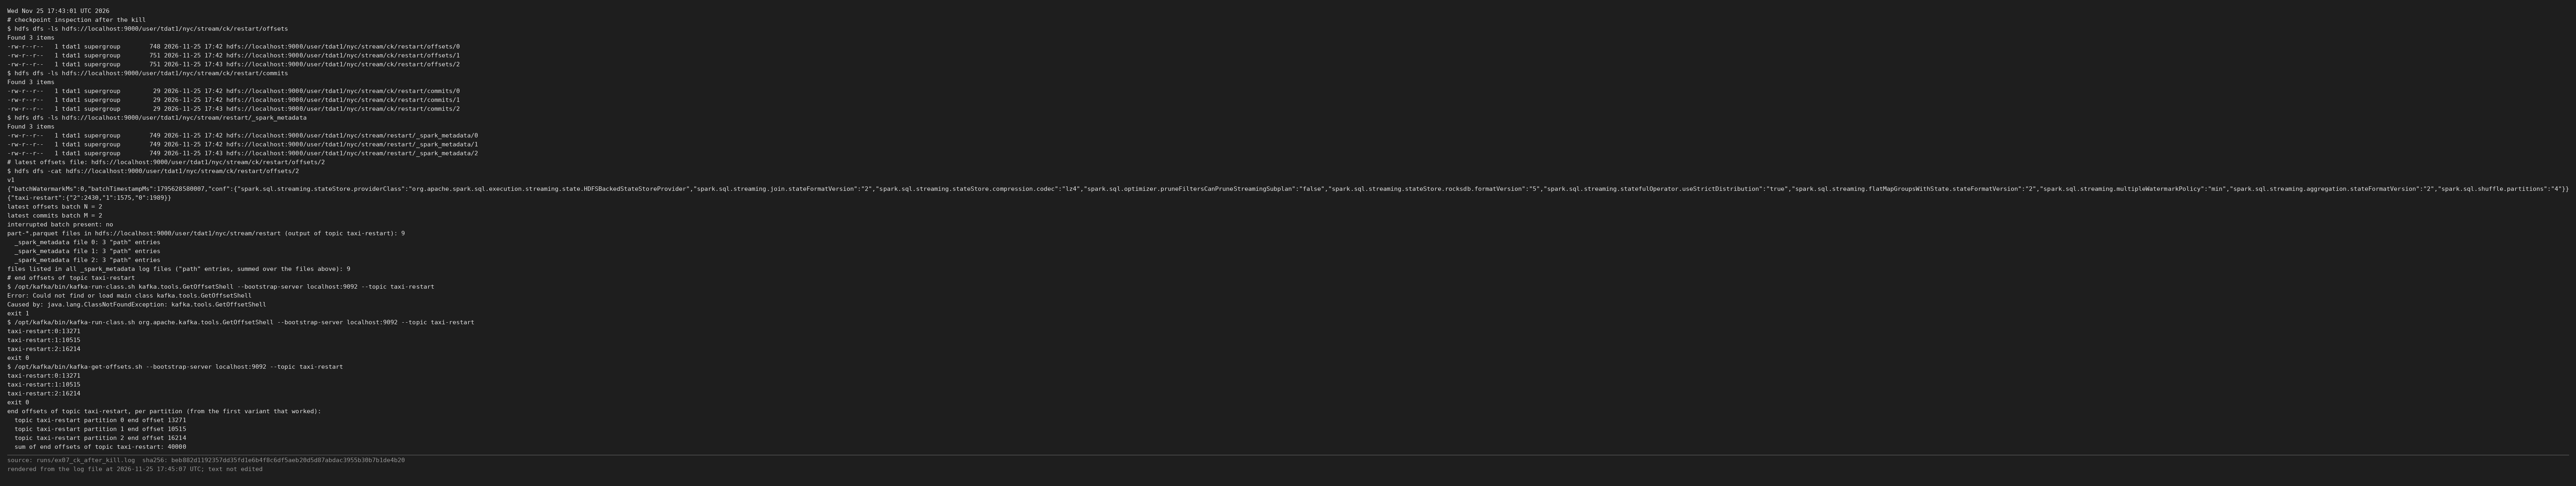 Wed Nov 25 17:43:01 UTC 2026
# checkpoint inspection after the kill
$ hdfs dfs -ls hdfs://localhost:9000/user/tdat1/nyc/stream/ck/restart/offsets
Found 3 items
-rw-r--r--   1 tdat1 supergroup        748 2026-11-25 17:42 hdfs://localhost:9000/user/tdat1/nyc/stream/ck/restart/offsets/0
-rw-r--r--   1 tdat1 supergroup        751 2026-11-25 17:42 hdfs://localhost:9000/user/tdat1/nyc/stream/ck/restart/offsets/1
-rw-r--r--   1 tdat1 supergroup        751 2026-11-25 17:43 hdfs://localhost:9000/user/tdat1/nyc/stream/ck/restart/offsets/2
$ hdfs dfs -ls hdfs://localhost:9000/user/tdat1/nyc/stream/ck/restart/commits
Found 3 items
-rw-r--r--   1 tdat1 supergroup         29 2026-11-25 17:42 hdfs://localhost:9000/user/tdat1/nyc/stream/ck/restart/commits/0
-rw-r--r--   1 tdat1 supergroup         29 2026-11-25 17:42 hdfs://localhost:9000/user/tdat1/nyc/stream/ck/restart/commits/1
-rw-r--r--   1 tdat1 supergroup         29 2026-11-25 17:43 hdfs://localhost:9000/user/tdat1/nyc/stream/ck/restart/commits/2
$ hdfs dfs -ls hdfs://localhost:9000/user/tdat1/nyc/stream/restart/_spark_metadata
Found 3 items
-rw-r--r--   1 tdat1 supergroup        749 2026-11-25 17:42 hdfs://localhost:9000/user/tdat1/nyc/stream/restart/_spark_metadata/0
-rw-r--r--   1 tdat1 supergroup        749 2026-11-25 17:42 hdfs://localhost:9000/user/tdat1/nyc/stream/restart/_spark_metadata/1
-rw-r--r--   1 tdat1 supergroup        749 2026-11-25 17:43 hdfs://localhost:9000/user/tdat1/nyc/stream/restart/_spark_metadata/2
# latest offsets file: hdfs://localhost:9000/user/tdat1/nyc/stream/ck/restart/offsets/2
$ hdfs dfs -cat hdfs://localhost:9000/user/tdat1/nyc/stream/ck/restart/offsets/2
v1
{"batchWatermarkMs":0,"batchTimestampMs":1795628580007,"conf":{"spark.sql.streaming.stateStore.providerClass":"org.apache.spark.sql.execution.streaming.state.HDFSBackedStateStoreProvider","spark.sql.streaming.join.stateFormatVersion":"2","spark.sql.streaming.stateStore.compression.codec":"lz4","spark.sql.optimizer.pruneFiltersCanPruneStreamingSubplan":"false","spark.sql.streaming.stateStore.rocksdb.formatVersion":"5","spark.sql.streaming.statefulOperator.useStrictDistribution":"true","spark.sql.streaming.flatMapGroupsWithState.stateFormatVersion":"2","spark.sql.streaming.multipleWatermarkPolicy":"min","spark.sql.streaming.aggregation.stateFormatVersion":"2","spark.sql.shuffle.partitions":"4"}}
{"taxi-restart":{"2":2430,"1":1575,"0":1989}}
latest offsets batch N = 2
latest commits batch M = 2
interrupted batch present: no
part-*.parquet files in hdfs://localhost:9000/user/tdat1/nyc/stream/restart (output of topic taxi-restart): 9
  _spark_metadata file 0: 3 "path" entries
  _spark_metadata file 1: 3 "path" entries
  _spark_metadata file 2: 3 "path" entries
files listed in all _spark_metadata log files ("path" entries, summed over the files above): 9
# end offsets of topic taxi-restart
$ /opt/kafka/bin/kafka-run-class.sh kafka.tools.GetOffsetShell --bootstrap-server localhost:9092 --topic taxi-restart
Error: Could not find or load main class kafka.tools.GetOffsetShell
Caused by: java.lang.ClassNotFoundException: kafka.tools.GetOffsetShell
exit 1
$ /opt/kafka/bin/kafka-run-class.sh org.apache.kafka.tools.GetOffsetShell --bootstrap-server localhost:9092 --topic taxi-restart
taxi-restart:0:13271
taxi-restart:1:10515
taxi-restart:2:16214
exit 0
$ /opt/kafka/bin/kafka-get-offsets.sh --bootstrap-server localhost:9092 --topic taxi-restart
taxi-restart:0:13271
taxi-restart:1:10515
taxi-restart:2:16214
exit 0
end offsets of topic taxi-restart, per partition (from the first variant that worked):
  topic taxi-restart partition 0 end offset 13271
  topic taxi-restart partition 1 end offset 10515
  topic taxi-restart partition 2 end offset 16214
  sum of end offsets of topic taxi-restart: 40000
source: runs/ex07_ck_after_kill.log  sha256:
rendered from the log file at 2026-11-25 17:45:07 UTC; text not edited